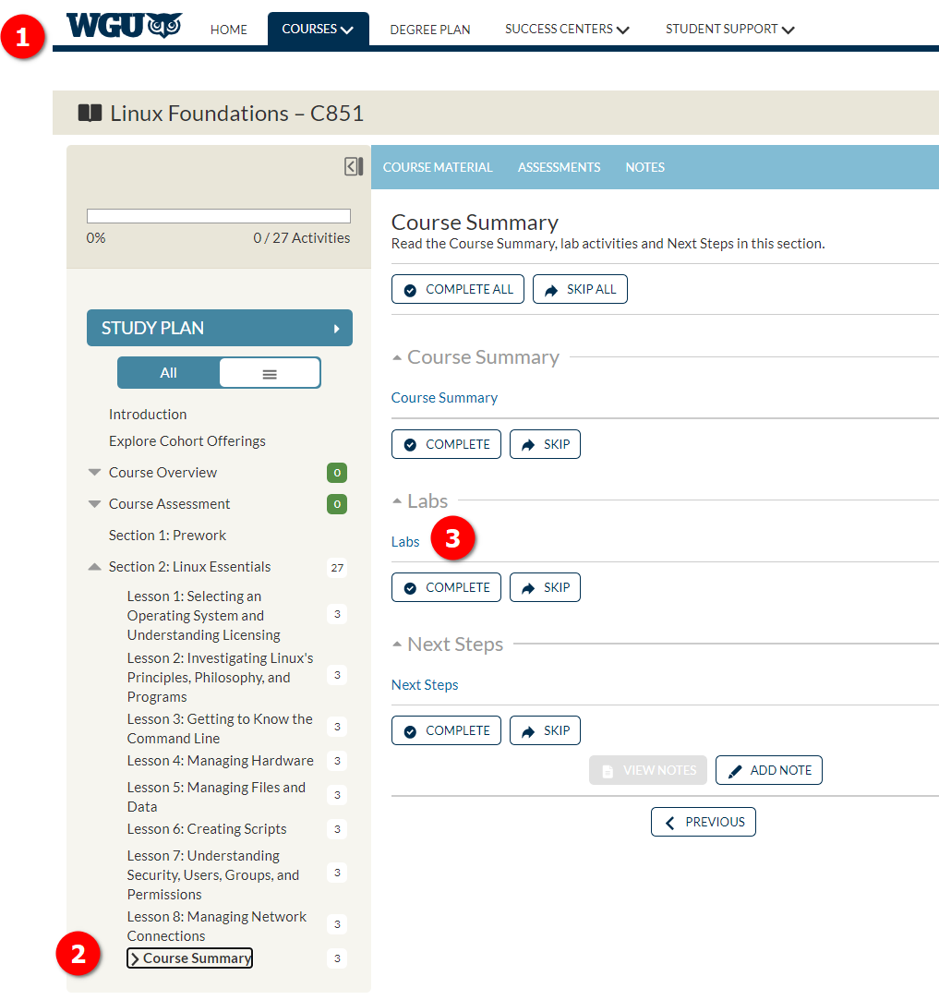 1
WGU
HOME
COURSES
DEGREE PLAN
SUCCESS CENTERS
STUDENT SUPPORT
Linux Foundations – C851
0%
0 / 27 Activities
STUDY PLAN
All
Introduction
Explore Cohort Offerings
Course Overview 0
Course Assessment 0
Section 1: Prework
Section 2: Linux Essentials 27
Lesson 1: Selecting an
Operating System and 3
Understanding Licensing
Lesson 2: Investigating Linux's
Principles, Philosophy, and 3
Programs
Lesson 3: Getting to Know the
Command Line 3
Lesson 4: Managing Hardware 3
Lesson 5: Managing Files and
Data 3
Lesson 6: Creating Scripts 3
Lesson 7: Understanding
Security, Users, Groups, and 3
Permissions
Lesson 8: Managing Network
Connections 3
2
Course Summary 3
COURSE MATERIAL
ASSESSMENTS
NOTES
Course Summary
Read the Course Summary, lab activities and Next Steps in this section.
COMPLETE ALL
SKIP ALL
Course Summary
Course Summary
COMPLETE
SKIP
Labs
Labs
3
COMPLETE
SKIP
Next Steps
Next Steps
COMPLETE
SKIP
VIEW NOTES
ADD NOTE
PREVIOUS